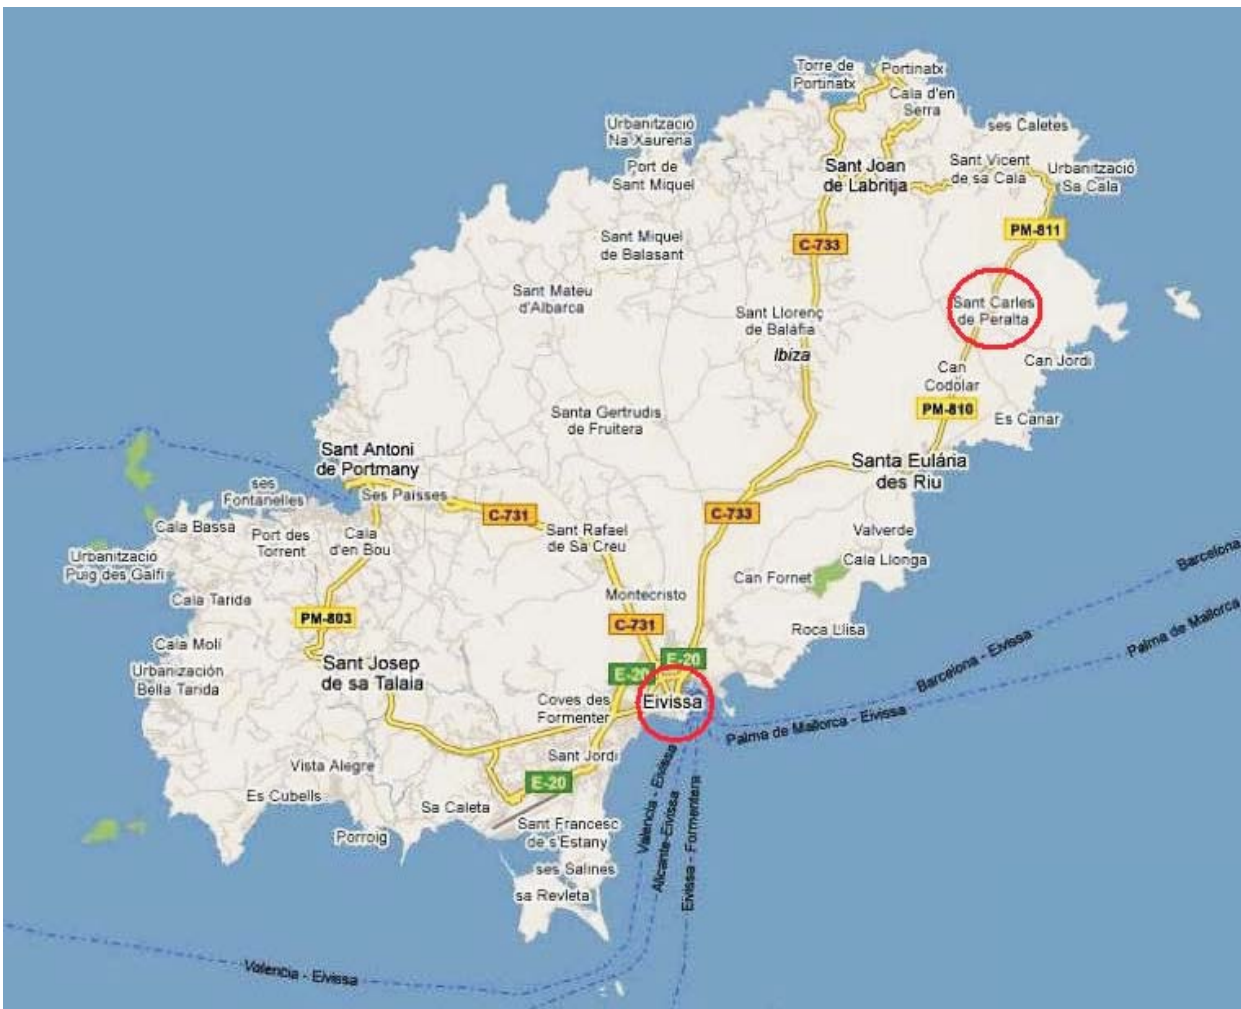 Torre de
Portinatx
Portinatx
Cala d'en
Serra
ses Caletes
Urbanització
Na Xaurena
Port de
Sant Miquel
Sant Joan
de Labritja
Sant Vicent
de sa Cala
Urbanització
Sa Cala
PM-811
Sant Miquel
de Balasant
C-733
Sant Mateu
d'Albarca
Sant Llorenç
de Balàfia
Ibiza
Sant Carles
de Peralta
Can Jordi
Can
Codolar
PM-810
Es Canar
Santa Gertrudis
de Fruitera
Sant Antoni
de Portmany
Santa Eulária
des Riu
ses
Fontanelles
Ses Païsses
C-731
C-733
Cala Bassa
Port des
Torrent
Cala
d'en Bou
Sant Rafael
de Sa Creu
Valverde
Cala Llonga
Urbanització
Puig des Galfí
Can Fornet
Montecristo
Cala Tarida
PM-803
C-731
Roca Llisa
Barcelona
Palma de Mallorca
Cala Molí
Urbanización
Bella Tarida
Sant Josep
de sa Talaia
E-20
E-20
Eivissa
Coves des
Formenter
Barcelona - Eivissa
Palma de Mallorca - Eivissa
Sant Jordi
Vista Alegre
E-20
Es Cubells
Sa Caleta
Porroig
Sant Francesc
de s'Estany
ses Salines
sa Revleta
Valencia - Eivissa
Alicante-Eivissa
Eivissa - Formentera
Valencia - Eivissa